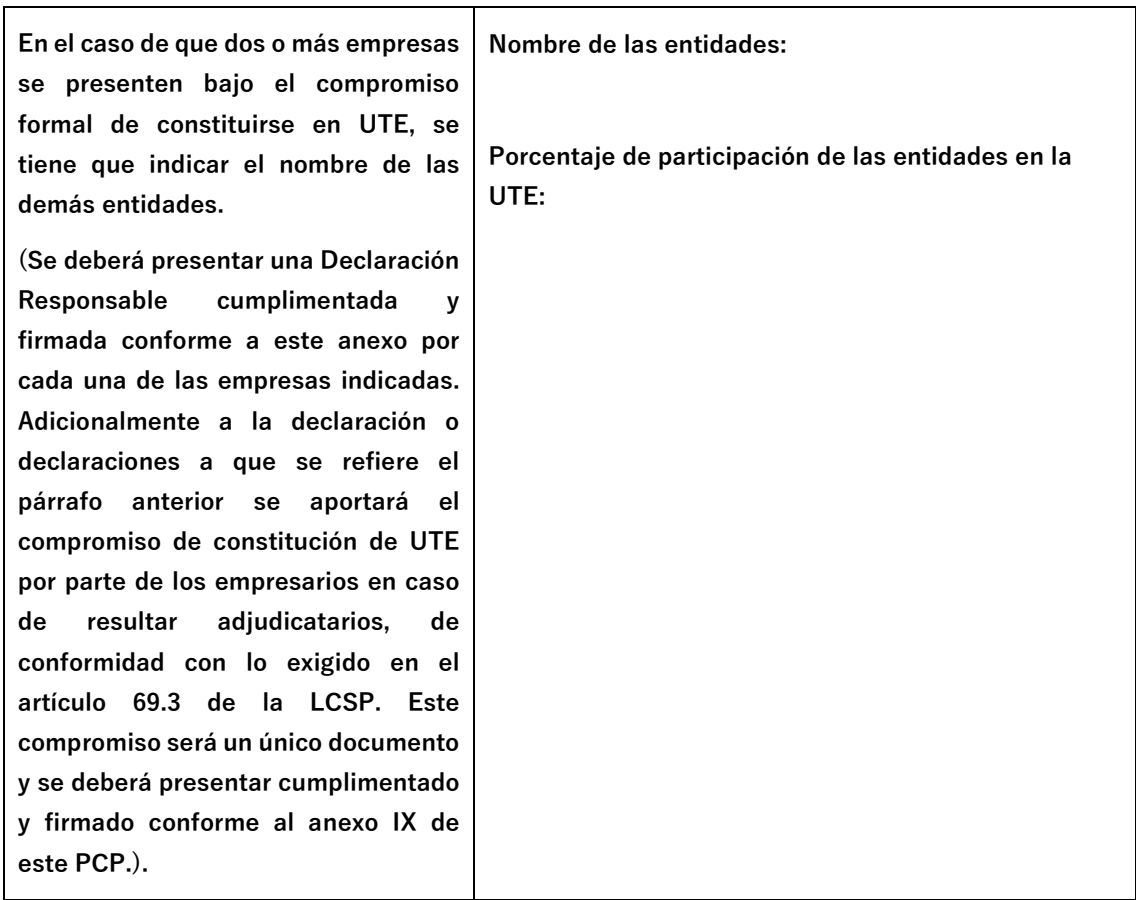 En el caso de que dos o más empresas
se presenten bajo el compromiso
formal de constituirse en UTE, se
tiene que indicar el nombre de las
demás entidades.
(Se deberá presentar una Declaración
Responsable cumplimentada y
firmada conforme a este anexo por
cada una de las empresas indicadas.
Adicionalmente a la declaración o
declaraciones a que se refiere el
párrafo anterior se aportará el
compromiso de constitución de UTE
por parte de los empresarios en caso
de resultar adjudicatarios, de
conformidad con lo exigido en el
artículo 69.3 de la LCSP. Este
compromiso será un único documento
y se deberá presentar cumplimentado
y firmado conforme al anexo IX de
este PCP.).
Nombre de las entidades:
Porcentaje de participación de las entidades en la
UTE: